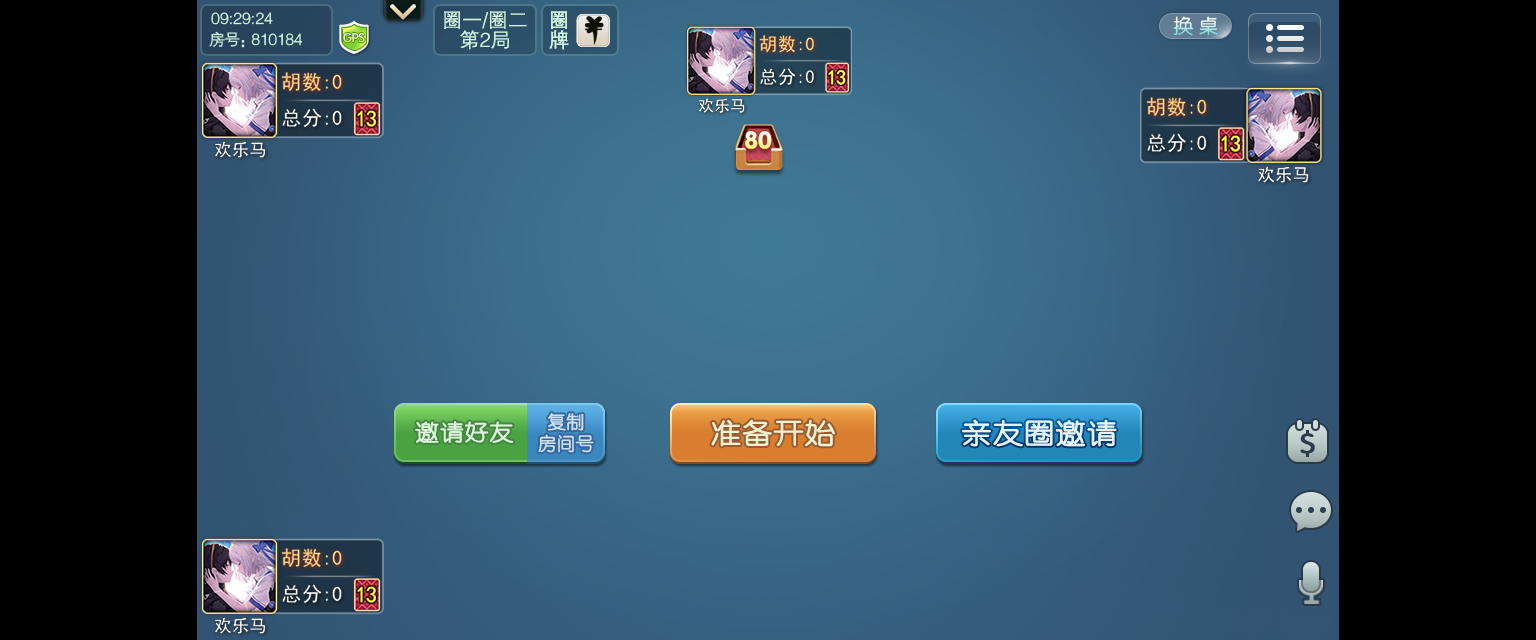 09:29:24
房号: 810184
GPS
圈一/圈二
第2局
圈
牌
换桌
胡数:0
总分:0
13
欢乐马
胡数:0
总分:0
13
欢乐马
80
胡数:0
总分:0
13
欢乐马
邀请好友
复制
房间号
准备开始
亲友圈邀请
$
胡数:0
总分:0
13
欢乐马